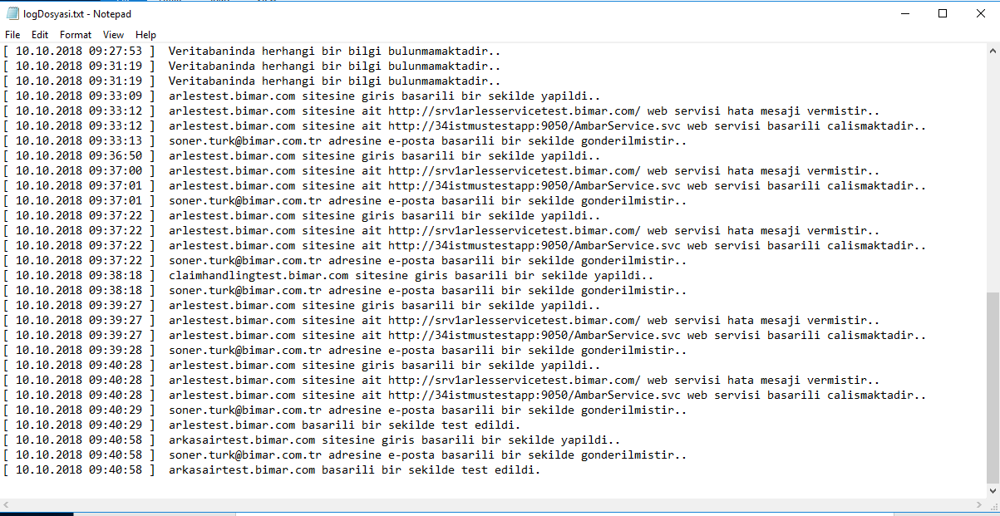 logDosyasi.txt - Notepad
File Edit Format View Help
[ 10.10.2018 09:27:53 ] Veritabaninda herhangi bir bilgi bulunmamaktadir..
[ 10.10.2018 09:31:19 ] Veritabaninda herhangi bir bilgi bulunmamaktadir..
[ 10.10.2018 09:31:19 ] Veritabaninda herhangi bir bilgi bulunmamaktadir..
[ 10.10.2018 09:33:09 ] arlestest.bimar.com sitesine giris basarili bir sekilde yapildi..
[ 10.10.2018 09:33:12 ] arlestest.bimar.com sitesine ait http://srv1arlesservicetest.bimar.com/ web servisi hata mesaji vermistir..
[ 10.10.2018 09:33:12 ] arlestest.bimar.com sitesine ait http://34istmustestapp:9050/AmbarService.svc web servisi basarili calismaktadir..
[ 10.10.2018 09:33:13 ] soner.turk@bimar.com.tr adresine e-posta basarili bir sekilde gonderilmistir..
[ 10.10.2018 09:36:50 ] arlestest.bimar.com sitesine giris basarili bir sekilde yapildi..
[ 10.10.2018 09:37:00 ] arlestest.bimar.com sitesine ait http://srv1arlesservicetest.bimar.com/ web servisi hata mesaji vermistir..
[ 10.10.2018 09:37:01 ] arlestest.bimar.com sitesine ait http://34istmustestapp:9050/AmbarService.svc web servisi basarili calismaktadir..
[ 10.10.2018 09:37:01 ] soner.turk@bimar.com.tr adresine e-posta basarili bir sekilde gonderilmistir..
[ 10.10.2018 09:37:22 ] arlestest.bimar.com sitesine giris basarili bir sekilde yapildi..
[ 10.10.2018 09:37:22 ] arlestest.bimar.com sitesine ait http://srv1arlesservicetest.bimar.com/ web servisi hata mesaji vermistir..
[ 10.10.2018 09:37:22 ] arlestest.bimar.com sitesine ait http://34istmustestapp:9050/AmbarService.svc web servisi basarili calismaktadir..
[ 10.10.2018 09:37:22 ] soner.turk@bimar.com.tr adresine e-posta basarili bir sekilde gonderilmistir..
[ 10.10.2018 09:38:18 ] claimhandlingtest.bimar.com sitesine giris basarili bir sekilde yapildi..
[ 10.10.2018 09:38:18 ] soner.turk@bimar.com.tr adresine e-posta basarili bir sekilde gonderilmistir..
[ 10.10.2018 09:39:27 ] arlestest.bimar.com sitesine giris basarili bir sekilde yapildi..
[ 10.10.2018 09:39:27 ] arlestest.bimar.com sitesine ait http://srv1arlesservicetest.bimar.com/ web servisi hata mesaji vermistir..
[ 10.10.2018 09:39:27 ] arlestest.bimar.com sitesine ait http://34istmustestapp:9050/AmbarService.svc web servisi basarili calismaktadir..
[ 10.10.2018 09:39:28 ] soner.turk@bimar.com.tr adresine e-posta basarili bir sekilde gonderilmistir..
[ 10.10.2018 09:40:28 ] arlestest.bimar.com sitesine giris basarili bir sekilde yapildi..
[ 10.10.2018 09:40:28 ] arlestest.bimar.com sitesine ait http://srv1arlesservicetest.bimar.com/ web servisi hata mesaji vermistir..
[ 10.10.2018 09:40:28 ] arlestest.bimar.com sitesine ait http://34istmustestapp:9050/AmbarService.svc web servisi basarili calismaktadir..
[ 10.10.2018 09:40:29 ] soner.turk@bimar.com.tr adresine e-posta basarili bir sekilde gonderilmistir..
[ 10.10.2018 09:40:29 ] arlestest.bimar.com basarili bir sekilde test edildi.
[ 10.10.2018 09:40:58 ] arkasairtest.bimar.com sitesine giris basarili bir sekilde yapildi..
[ 10.10.2018 09:40:58 ] soner.turk@bimar.com.tr adresine e-posta basarili bir sekilde gonderilmistir..
[ 10.10.2018 09:40:58 ] arkasairtest.bimar.com basarili bir sekilde test edildi.